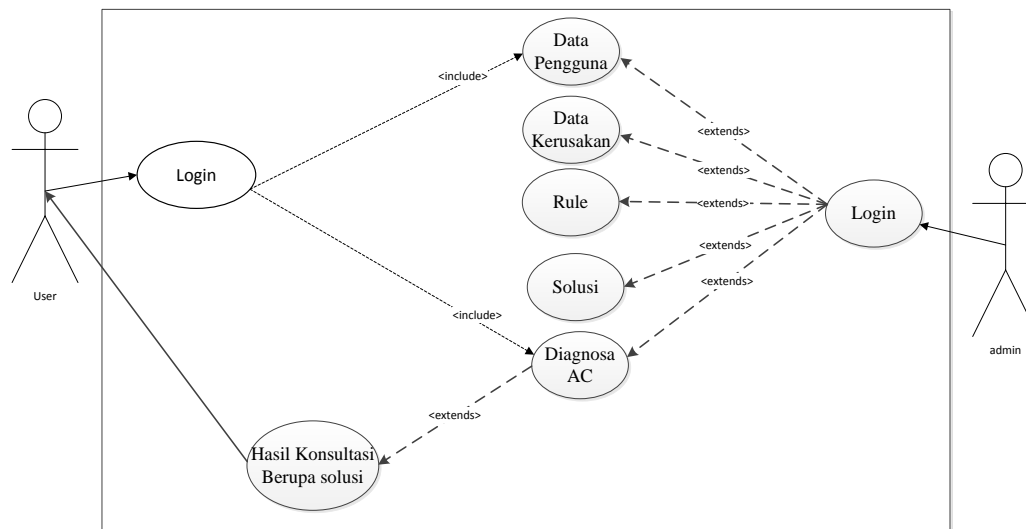 Data
Pengguna
<include>
<extends>
Data
Kerusakan
<extends>
Login
Rule
<extends>
Login
<extends>
Solusi
<extends>
User
<include>
admin
Diagnosa
AC
<extends>
Hasil Konsultasi
Berupa solusi